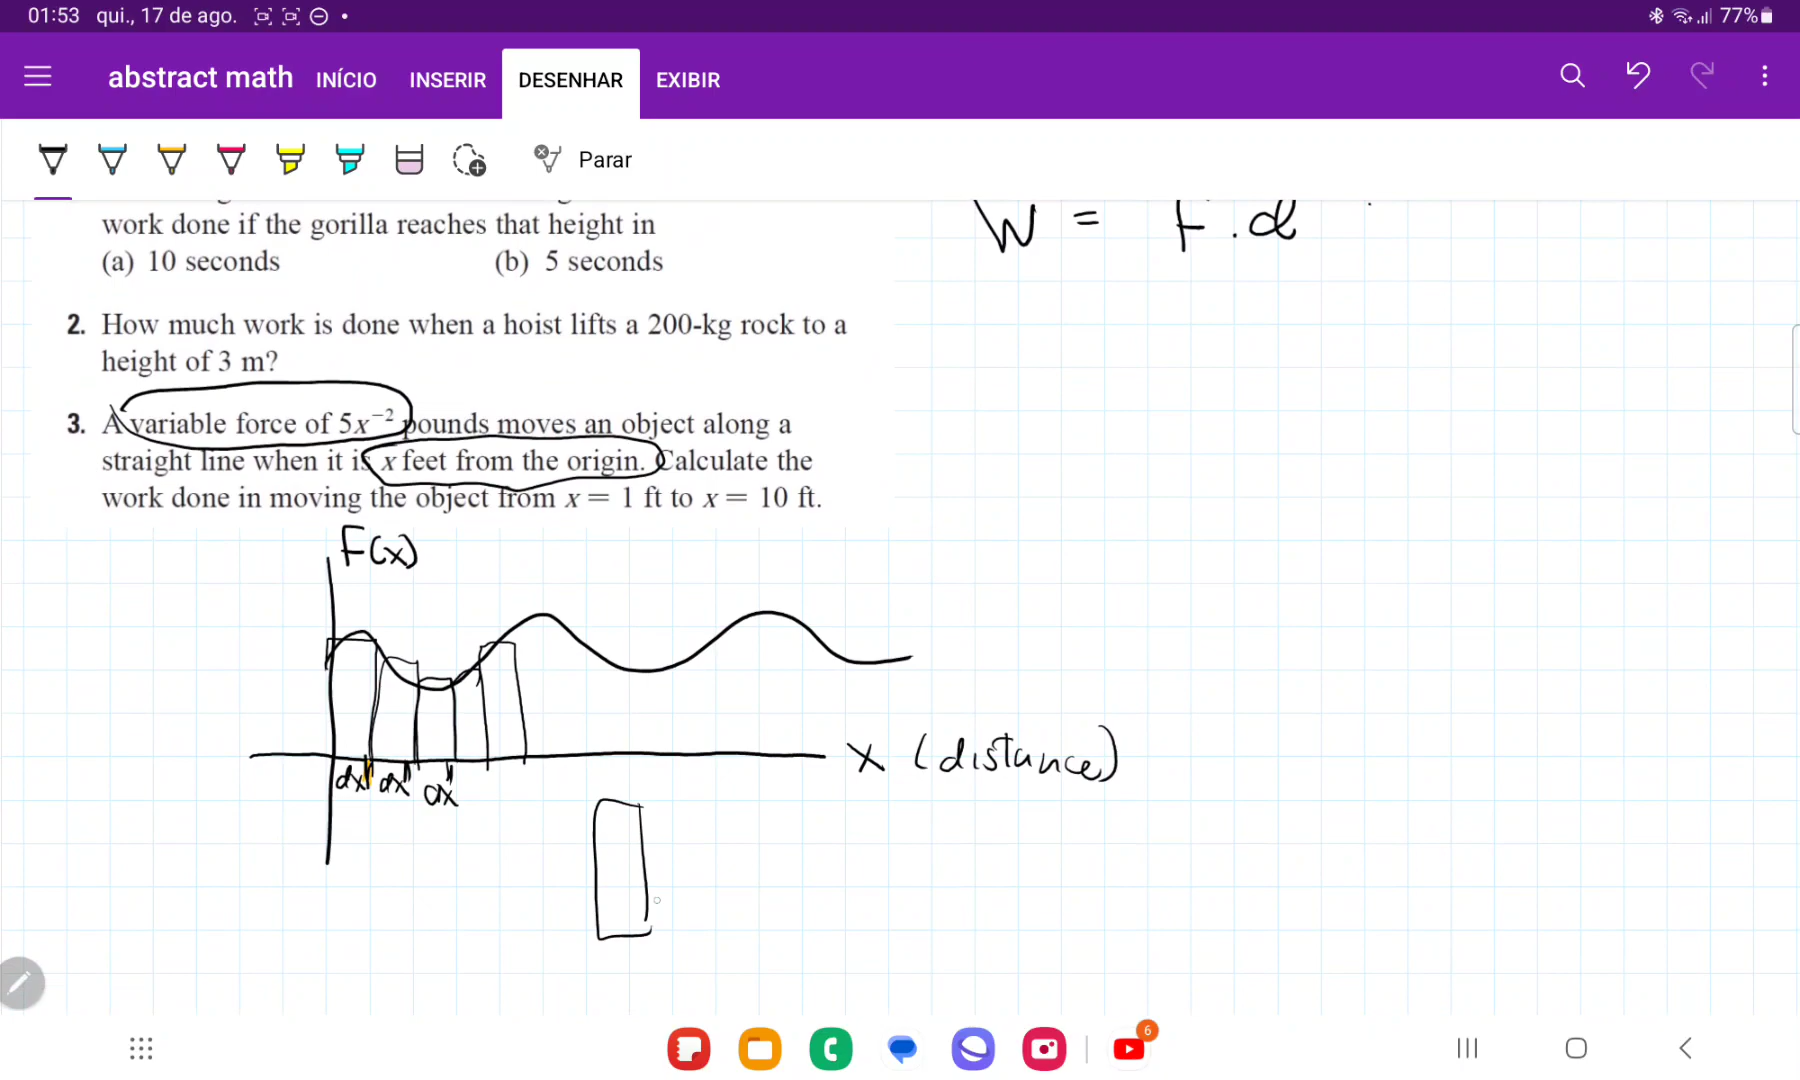 01:53 qui., 17 de ago. 77%
abstract math INÍCIO INSERIR DESENHAR EXIBIR
Parar
work done if the gorilla reaches that height in
(a) 10 seconds (b) 5 seconds
W = F.d
2. How much work is done when a hoist lifts a 200-kg rock to a
height of 3 m?
3. A variable force of 5x⁻² pounds moves an object along a
straight line when it is x feet from the origin. Calculate the
work done in moving the object from x = 1 ft to x = 10 ft.
F(x)
x (distance)
dx dx dx
6